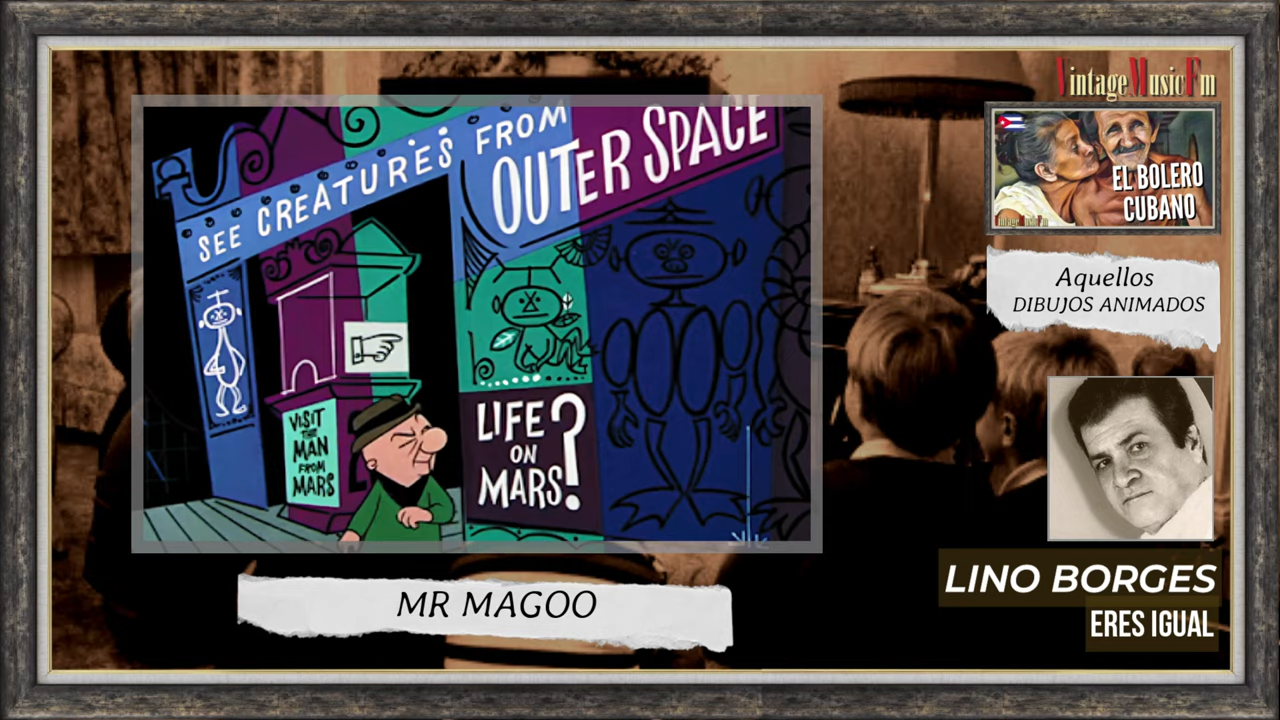 SEE CREATURES FROM
OUTER SPACE
VISIT
THE
MAN
FROM
MARS
LIFE
ON
MARS?
MR MAGOO
VintageMusicFm
EL BOLERO
CUBANO
VintageMusicFm
Aquellos
DIBUJOS ANIMADOS
LINO BORGES
ERES IGUAL